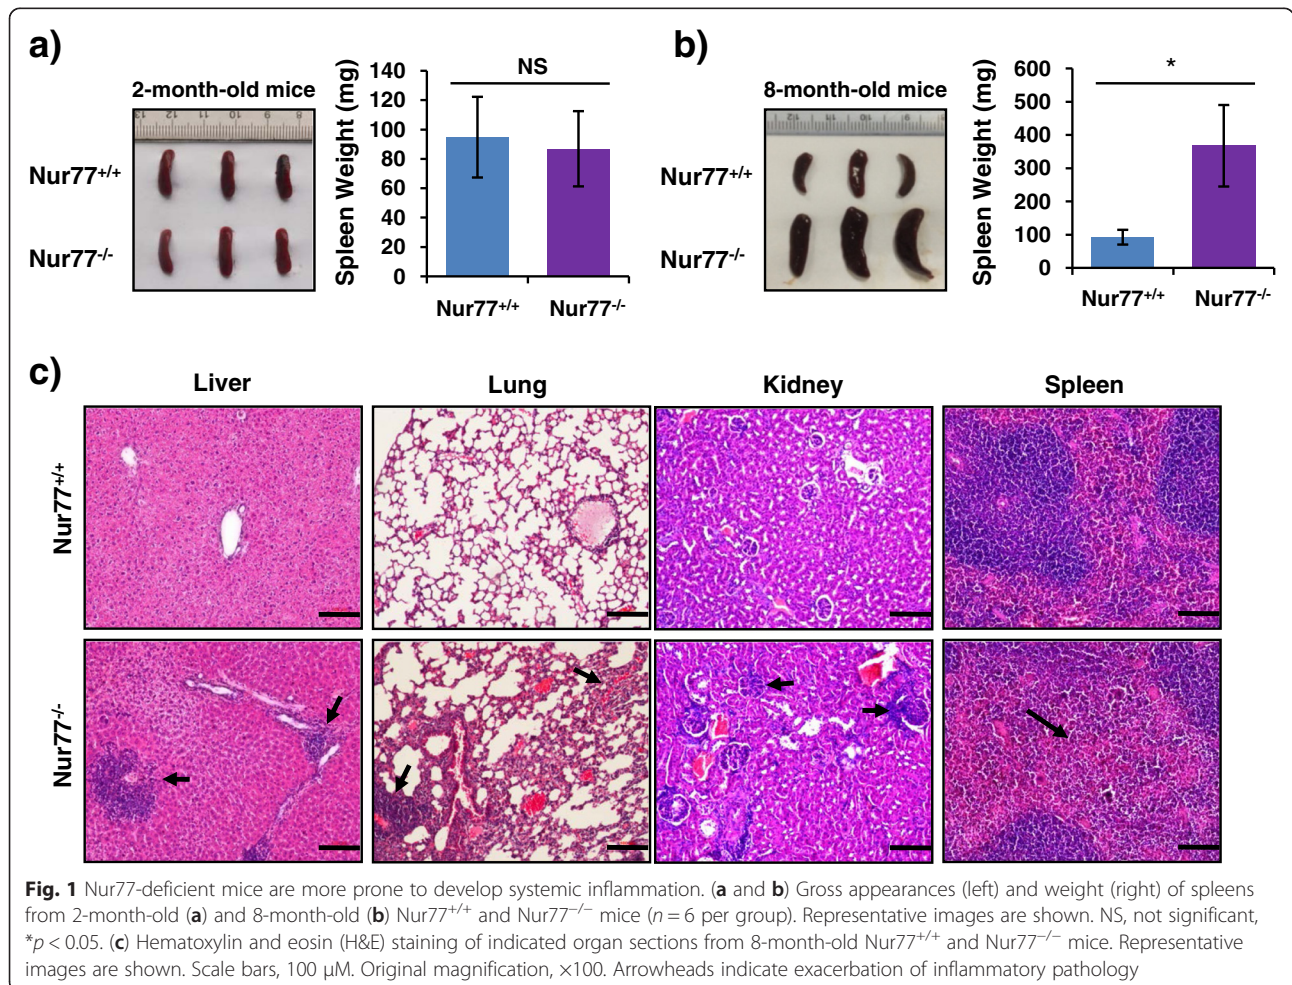 a)
2-month-old mice
13 12 11 10 9 8
Nur77+/+
Nur77-/-
Spleen Weight (mg)
140
120
100
80
60
40
20
0
NS
Nur77+/+ Nur77-/-
b)
8-month-old mice
Nur77+/+
Nur77-/-
Spleen Weight (mg)
600
500
400
300
200
100
0
*
Nur77+/+ Nur77-/-
c)
Liver Lung Kidney Spleen
Nur77+/+
Nur77-/-
Fig. 1 Nur77-deficient mice are more prone to develop systemic inflammation. (a and b) Gross appearances (left) and weight (right) of spleens
from 2-month-old (a) and 8-month-old (b) Nur77+/+ and Nur77−/− mice (n = 6 per group). Representative images are shown. NS, not significant,
*p < 0.05. (c) Hematoxylin and eosin (H&E) staining of indicated organ sections from 8-month-old Nur77+/+ and Nur77−/− mice. Representative
images are shown. Scale bars, 100 μM. Original magnification, ×100. Arrowheads indicate exacerbation of inflammatory pathology